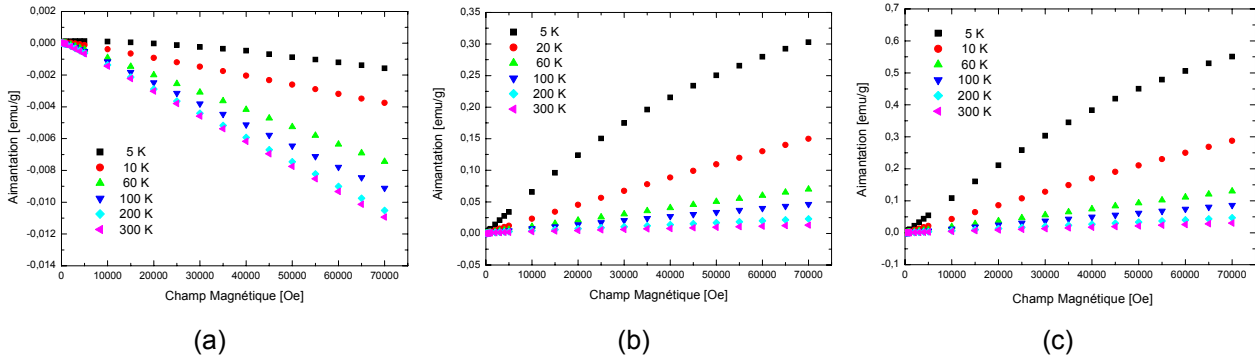 0,002
0,000
-0,002
-0,004
-0,006
-0,008
-0,010
-0,012
-0,014
Aimantation [emu/g]
5 K
10 K
60 K
100 K
200 K
300 K
0 10000 20000 30000 40000 50000 60000 70000
Champ Magnétique [Oe]
(a)
0,35
0,30
0,25
0,20
0,15
0,10
0,05
0,00
-0,05
Aimantation [emu/g]
5 K
20 K
60 K
100 K
200 K
300 K
0 10000 20000 30000 40000 50000 60000 70000
Champ Magnétique [Oe]
(b)
0,7
0,6
0,5
0,4
0,3
0,2
0,1
0,0
-0,1
Aimantation [emu/g]
5 K
10 K
60 K
100 K
200 K
300 K
0 10000 20000 30000 40000 50000 60000 70000
Champ Magnétique [Oe]
(c)